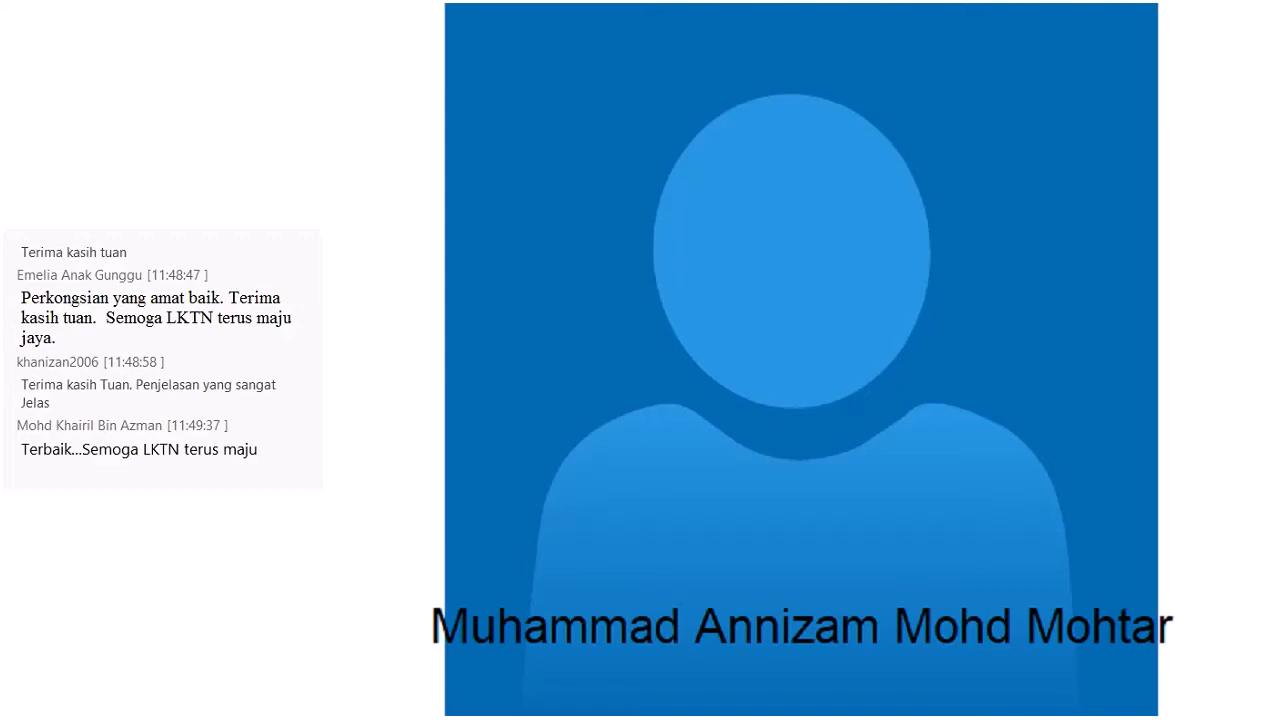 Terima kasih tuan
Emelia Anak Gunggu [11:48:47 ]
Perkongsian yang amat baik. Terima
kasih tuan.  Semoga LKTN terus maju
jaya.
khanizan2006 [11:48:58 ]
Terima kasih Tuan. Penjelasan yang sangat
Jelas
Mohd Khairil Bin Azman [11:49:37 ]
Terbaik...Semoga LKTN terus maju
Muhammad Annizam Mohd Mohtar